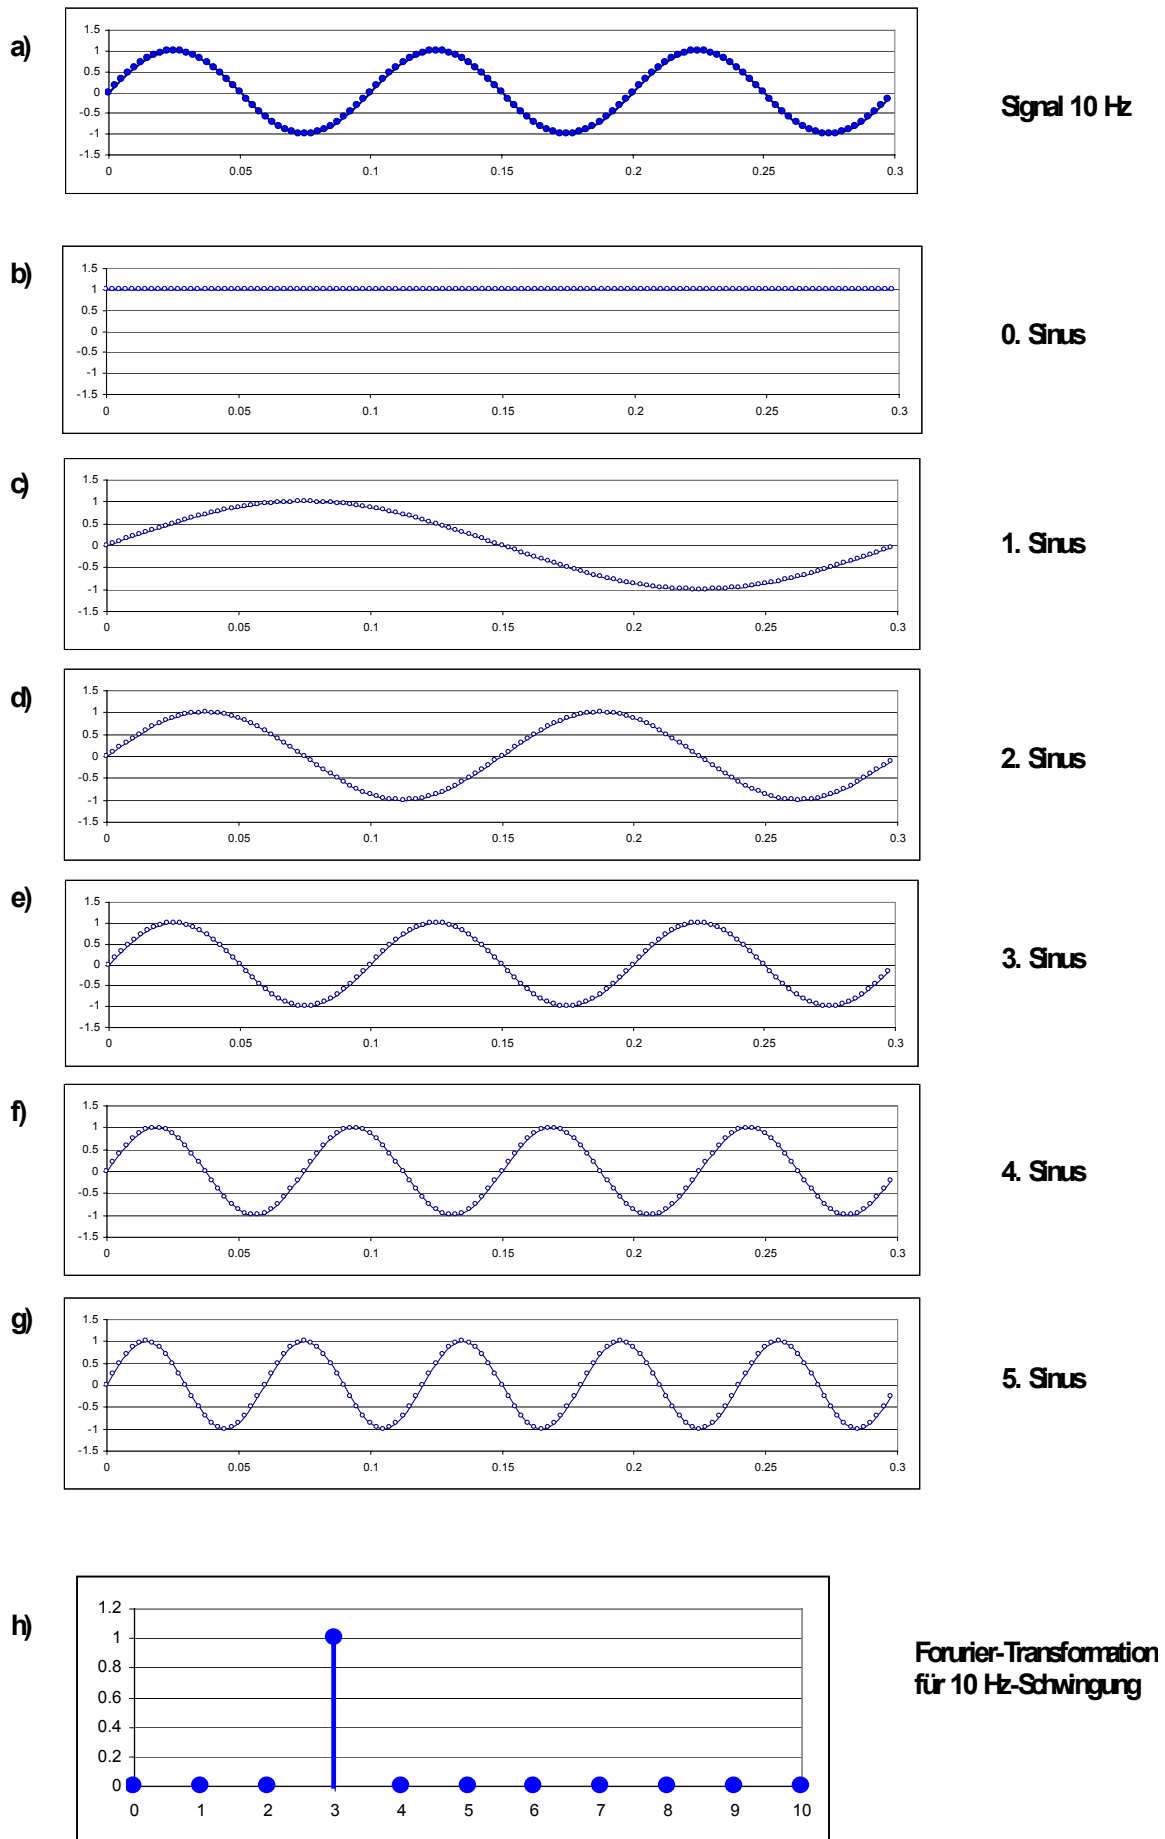 a)
1.5
1
0.5
0
-0.5
-1
-1.5
0 0.05 0.1 0.15 0.2 0.25 0.3
Signal 10 Hz
b)
1.5
1
0.5
0
-0.5
-1
-1.5
0 0.05 0.1 0.15 0.2 0.25 0.3
0. Sinus
c)
1.5
1
0.5
0
-0.5
-1
-1.5
0 0.05 0.1 0.15 0.2 0.25 0.3
1. Sinus
d)
1.5
1
0.5
0
-0.5
-1
-1.5
0 0.05 0.1 0.15 0.2 0.25 0.3
2. Sinus
e)
1.5
1
0.5
0
-0.5
-1
-1.5
0 0.05 0.1 0.15 0.2 0.25 0.3
3. Sinus
f)
1.5
1
0.5
0
-0.5
-1
-1.5
0 0.05 0.1 0.15 0.2 0.25 0.3
4. Sinus
g)
1.5
1
0.5
0
-0.5
-1
-1.5
0 0.05 0.1 0.15 0.2 0.25 0.3
5. Sinus
h)
1.2
1
0.8
0.6
0.4
0.2
0
0 1 2 3 4 5 6 7 8 9 10
Forurier-Transformation
für 10 Hz-Schwingung